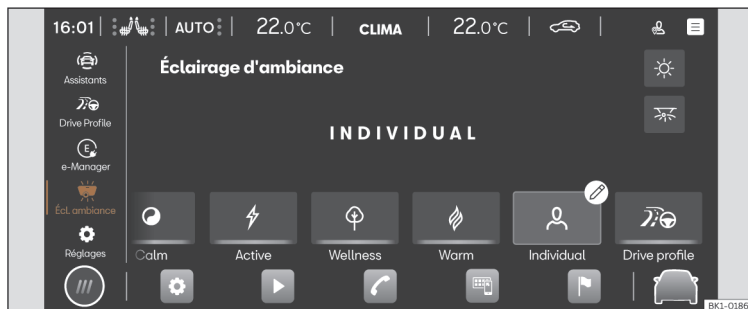 16:01 AUTO 22.0°C CLIMA 22.0°C
Éclairage d'ambiance
Assistants
Drive Profile
E
e-Manager
INDIVIDUAL
Écl. ambiance
Réglages
Calm Active Wellness Warm Individual Drive profile
BK1-0186